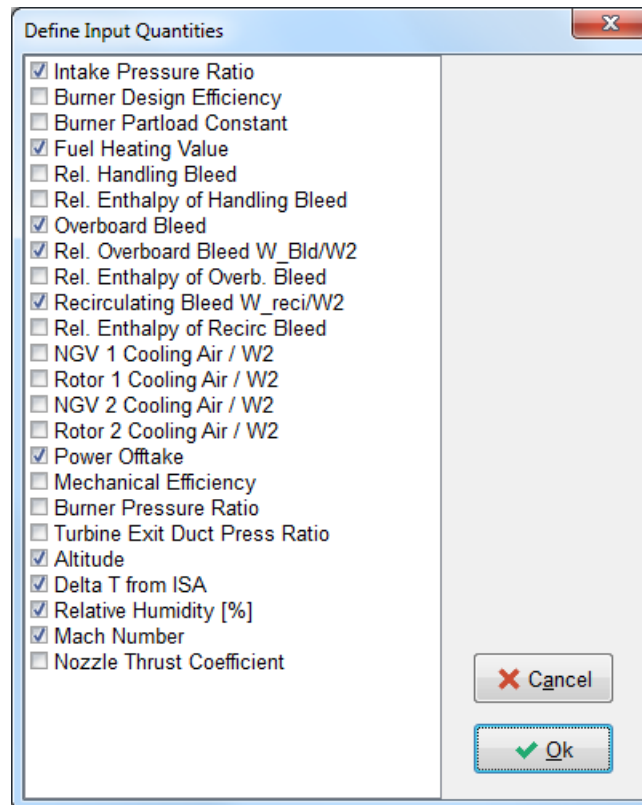 Define Input Quantities
Intake Pressure Ratio
Burner Design Efficiency
Burner Partload Constant
Fuel Heating Value
Rel. Handling Bleed
Rel. Enthalpy of Handling Bleed
Overboard Bleed
Rel. Overboard Bleed W_Bld/W2
Rel. Enthalpy of Overb. Bleed
Recirculating Bleed W_reci/W2
Rel. Enthalpy of Recirc Bleed
NGV 1 Cooling Air / W2
Rotor 1 Cooling Air / W2
NGV 2 Cooling Air / W2
Rotor 2 Cooling Air / W2
Power Offtake
Mechanical Efficiency
Burner Pressure Ratio
Turbine Exit Duct Press Ratio
Altitude
Delta T from ISA
Relative Humidity [%]
Mach Number
Nozzle Thrust Coefficient
Cancel
Ok